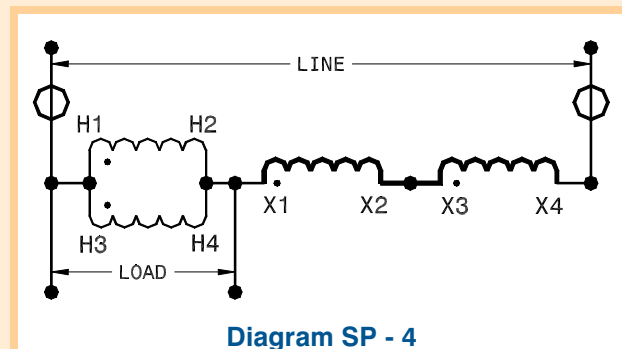 LINE
H1 H2
X1 X2 X3 X4
H3 H4
LOAD
Diagram SP - 4